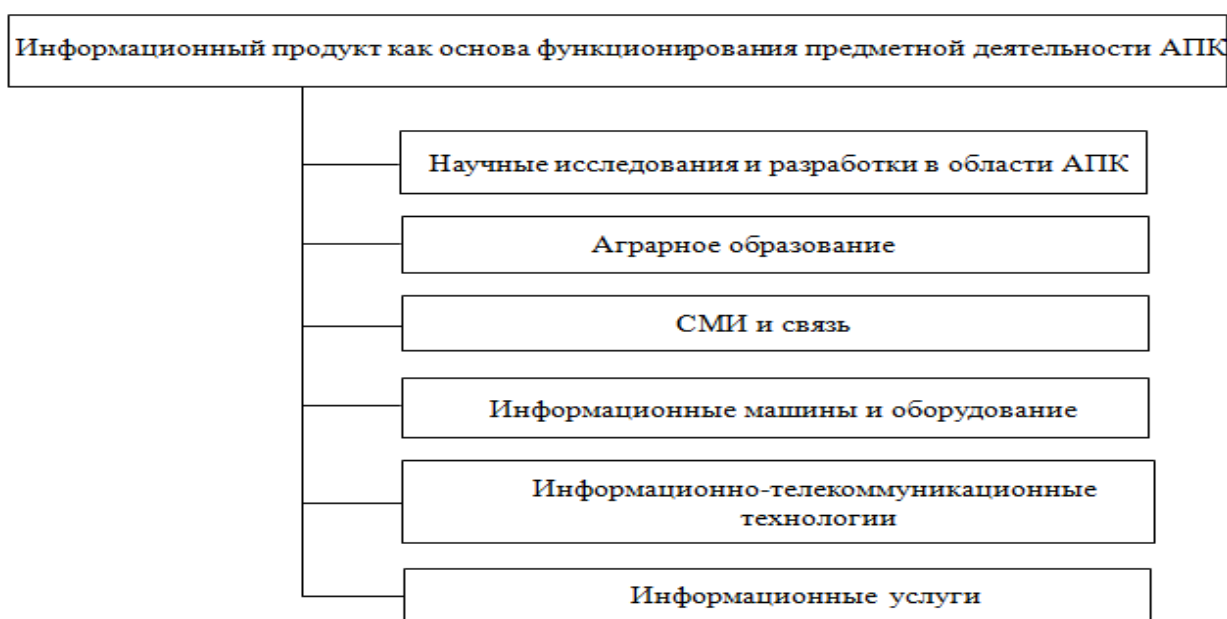 Информационный продукт как основа функционирования предметной деятельности АПК
Научные исследования и разработки в области АПК
Аграрное образование
СМИ и связь
Информационные машины и оборудование
Информационно-телекоммуникационные
технологии
Информационные услуги